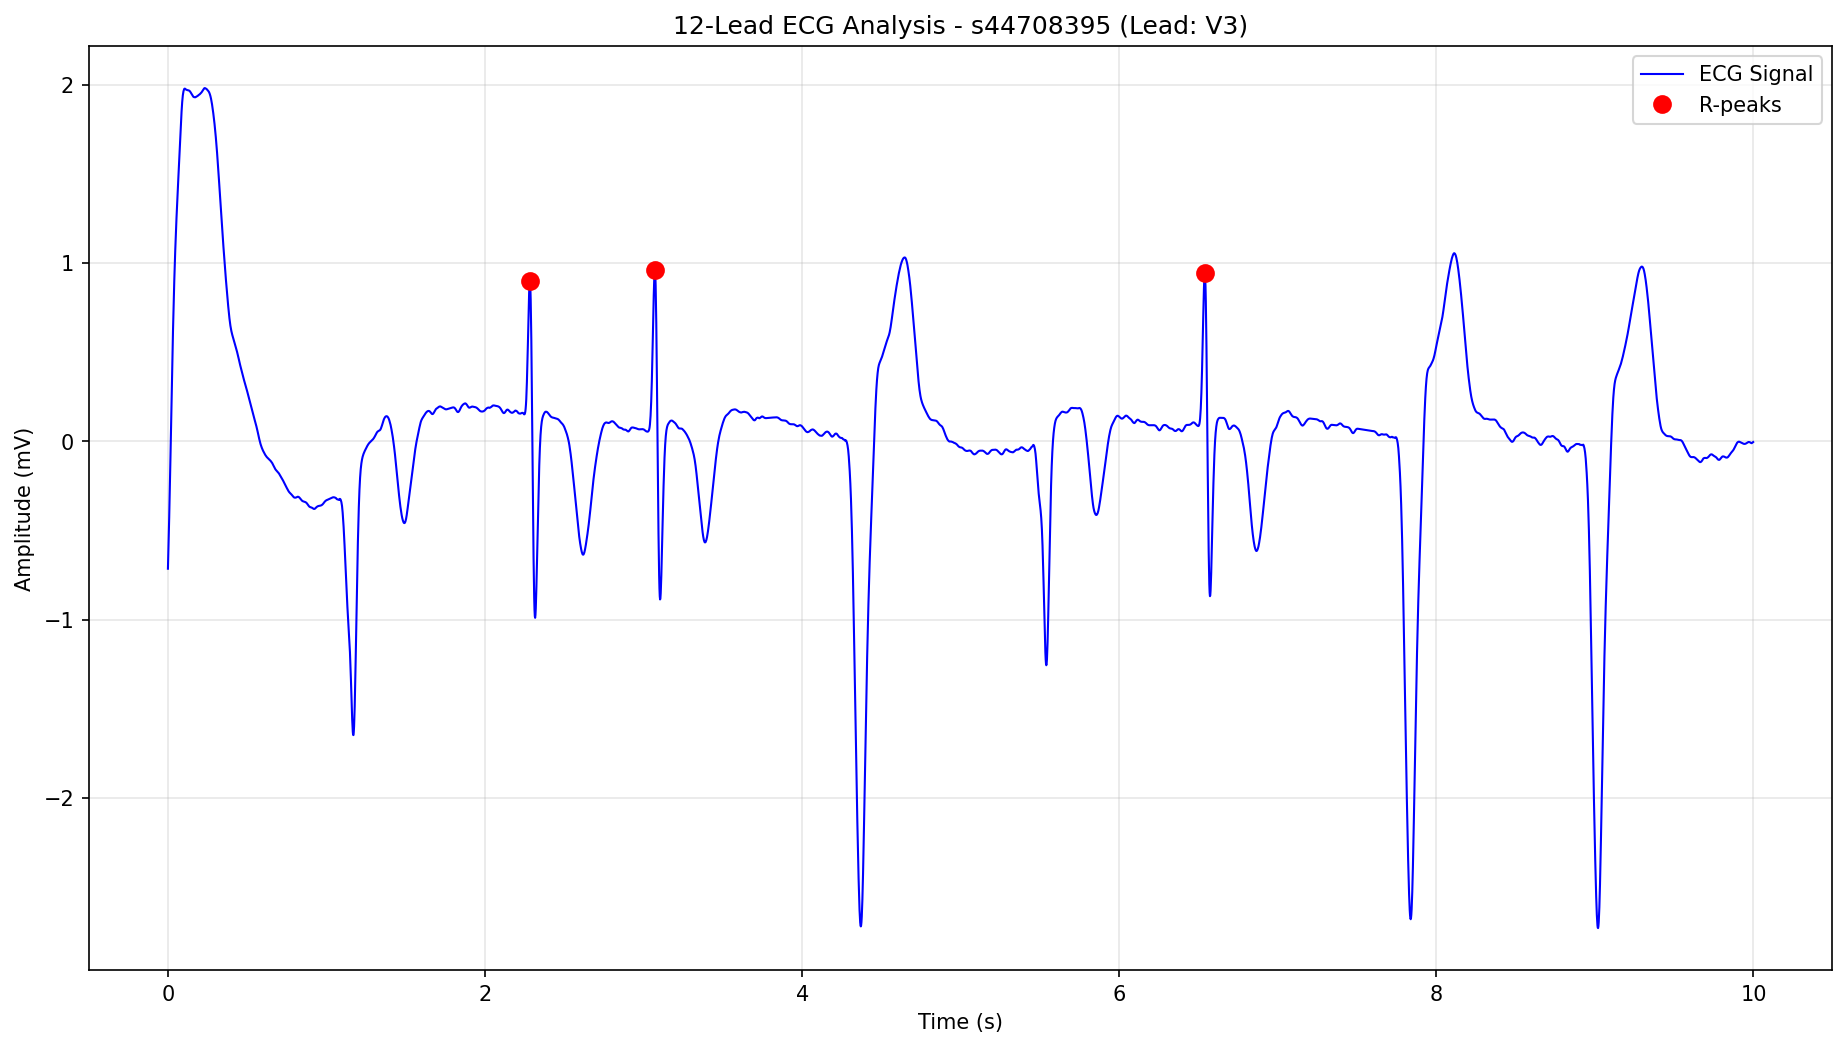 12-Lead ECG Analysis - s44708395 (Lead: V3)
ECG Signal
R-peaks
Amplitude (mV)
2
1
0
−1
−2
0
2
4
6
8
10
Time (s)